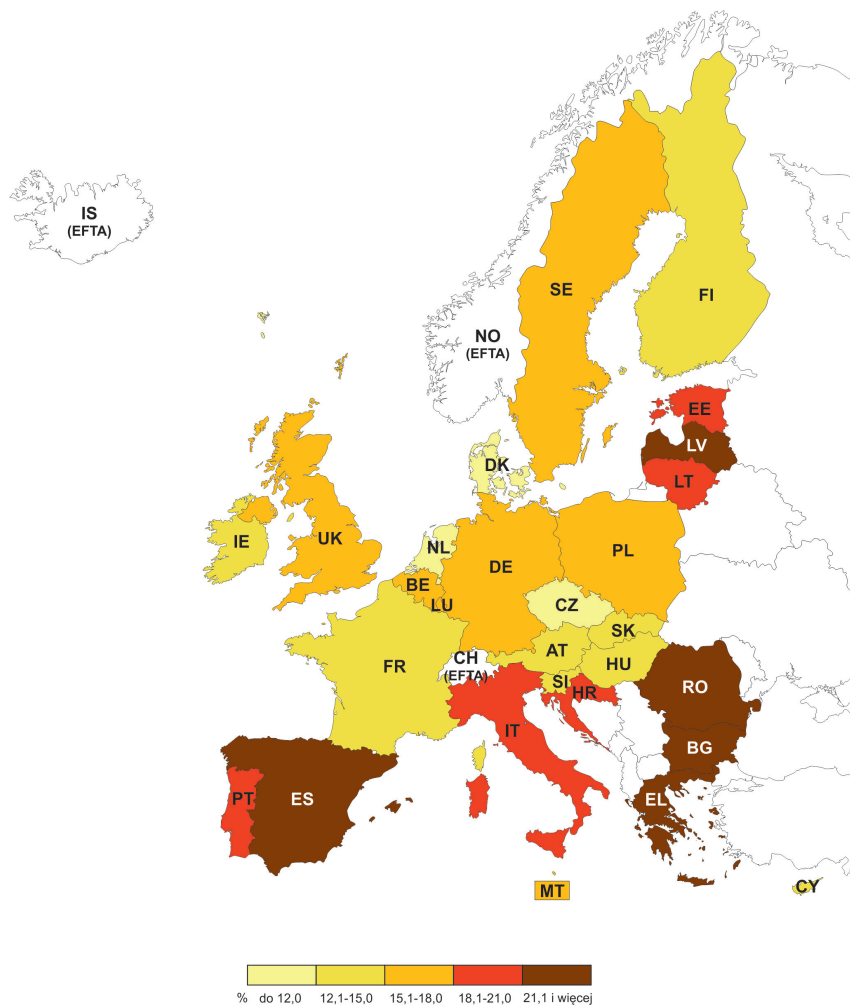 IS
(EFTA)
SE
FI
NO
(EFTA)
EE
LV
DK
LT
IE
UK
NL
PL
DE
BE
LU
CZ
SK
AT
HU
FR
CH
(EFTA)
SI
HR
RO
IT
BG
PT
ES
EL
MT
CY
% do 12,0 12,1-15,0 15,1-18,0 18,1-21,0 21,1 i więcej